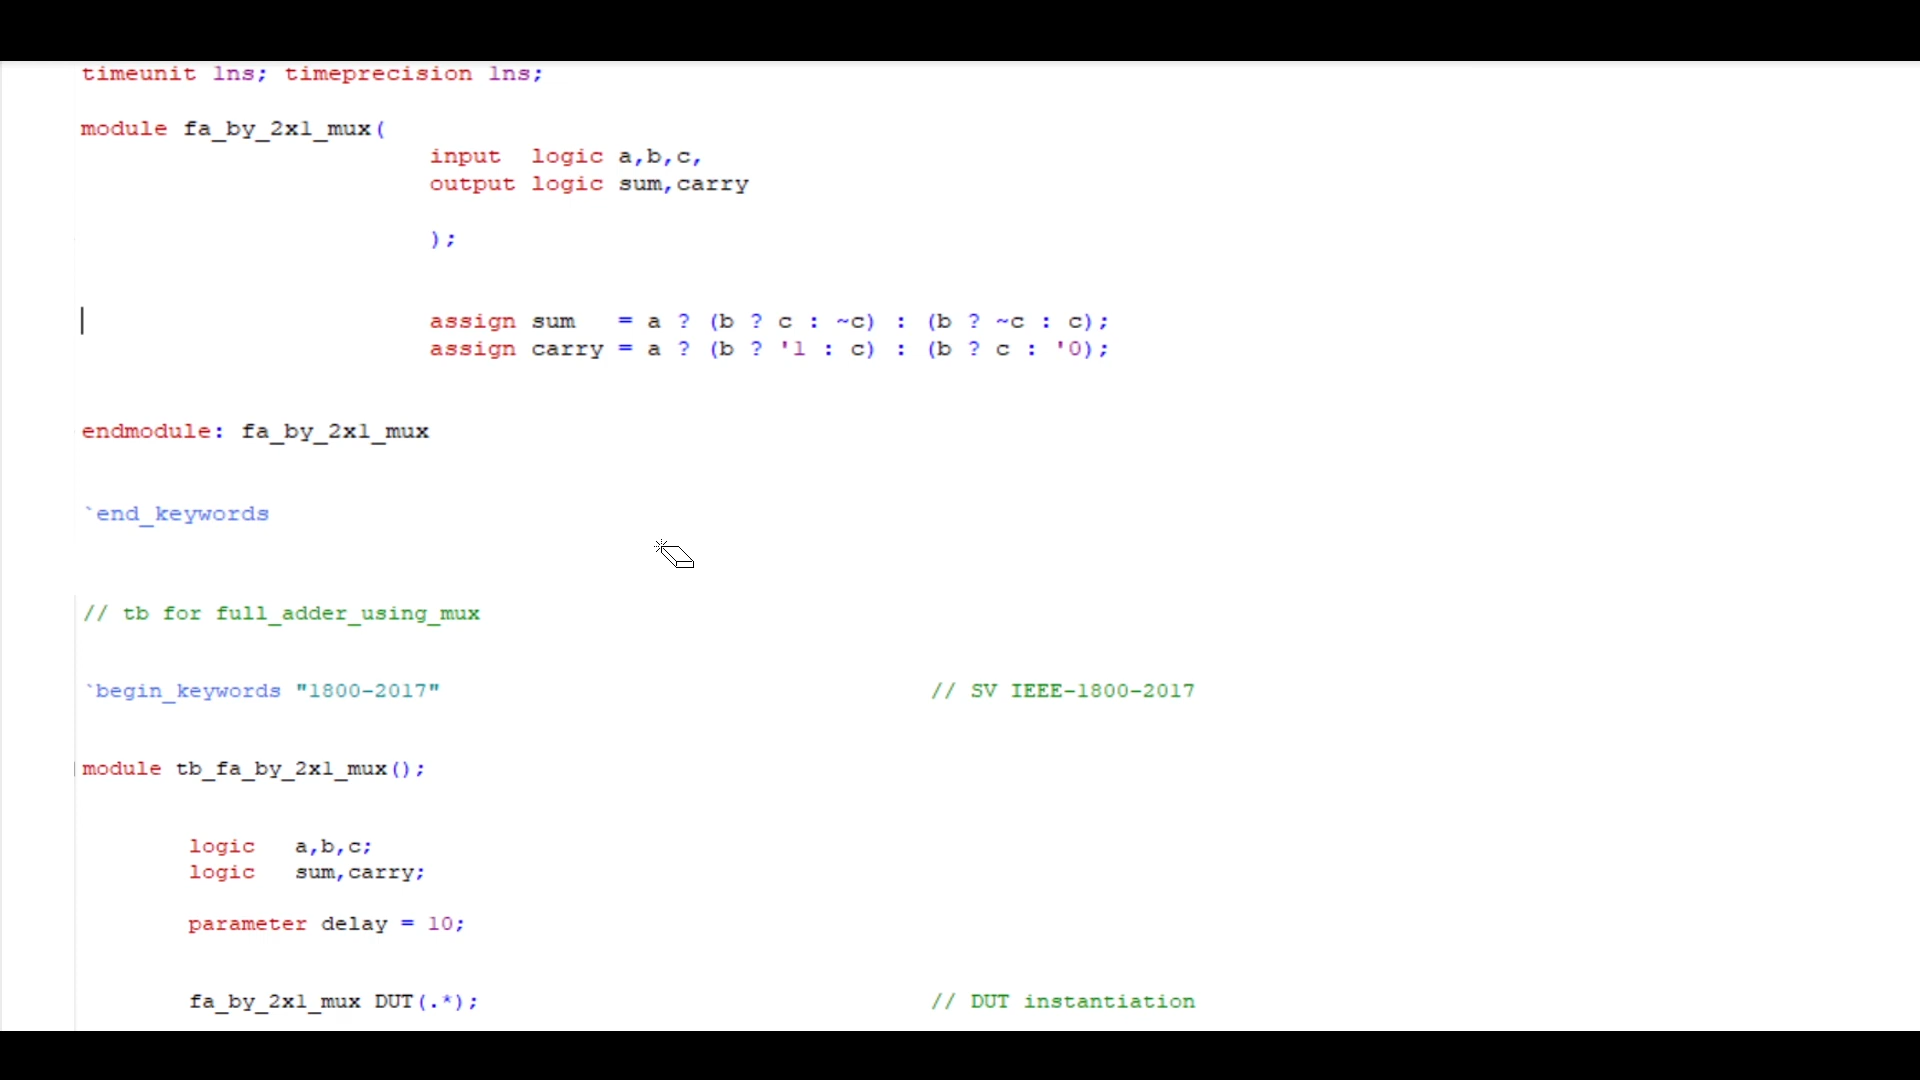 timeunit 1ns; timeprecision 1ns;
module fa_by_2x1_mux(
input logic a,b,c,
output logic sum,carry
);
assign sum = a ? (b ? c : ~c) : (b ? ~c : c);
assign carry = a ? (b ? '1 : c) : (b ? c : '0);
endmodule: fa_by_2x1_mux
`end_keywords
// tb for full_adder_using_mux
`begin_keywords "1800-2017" // SV IEEE-1800-2017
module tb_fa_by_2x1_mux();
logic a,b,c;
logic sum,carry;
parameter delay = 10;
fa_by_2x1_mux DUT(.*); // DUT instantiation